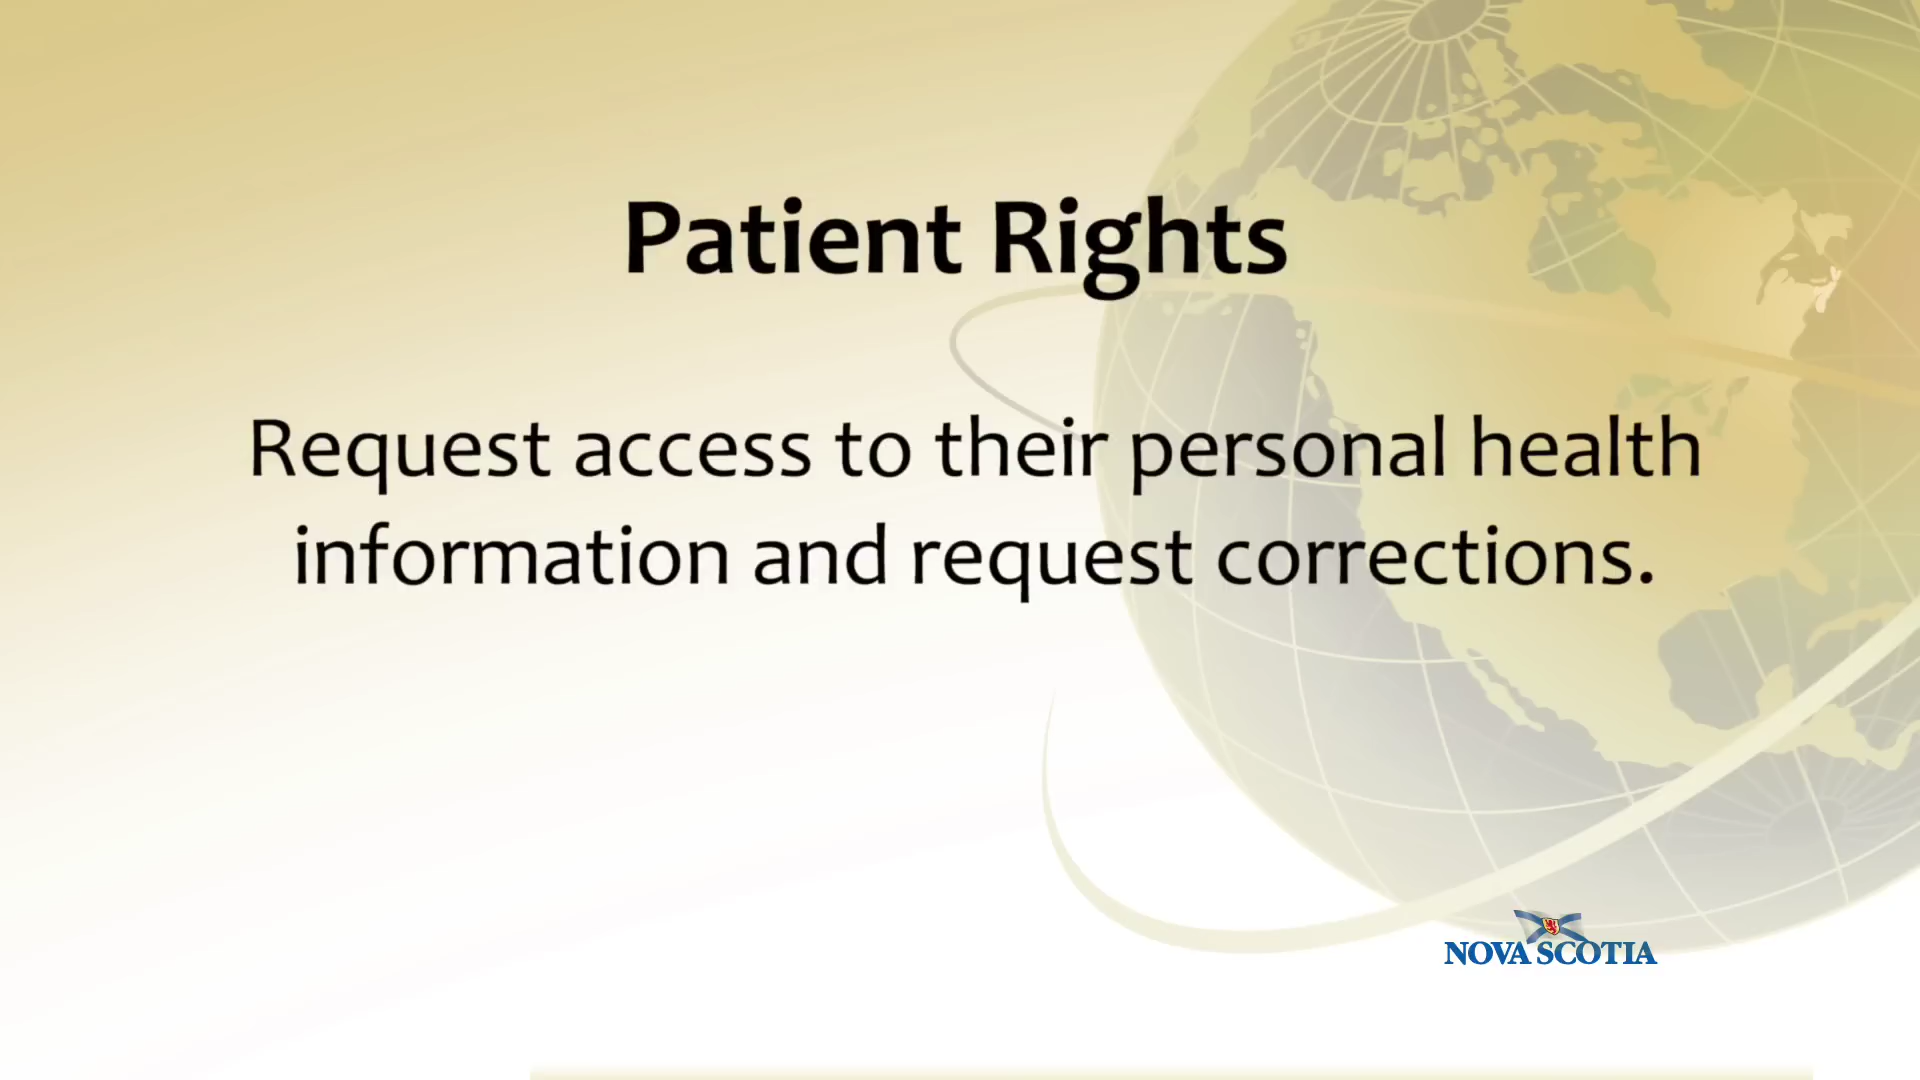 Patient Rights
Request access to their personal health
information and request corrections.
NOVA SCOTIA